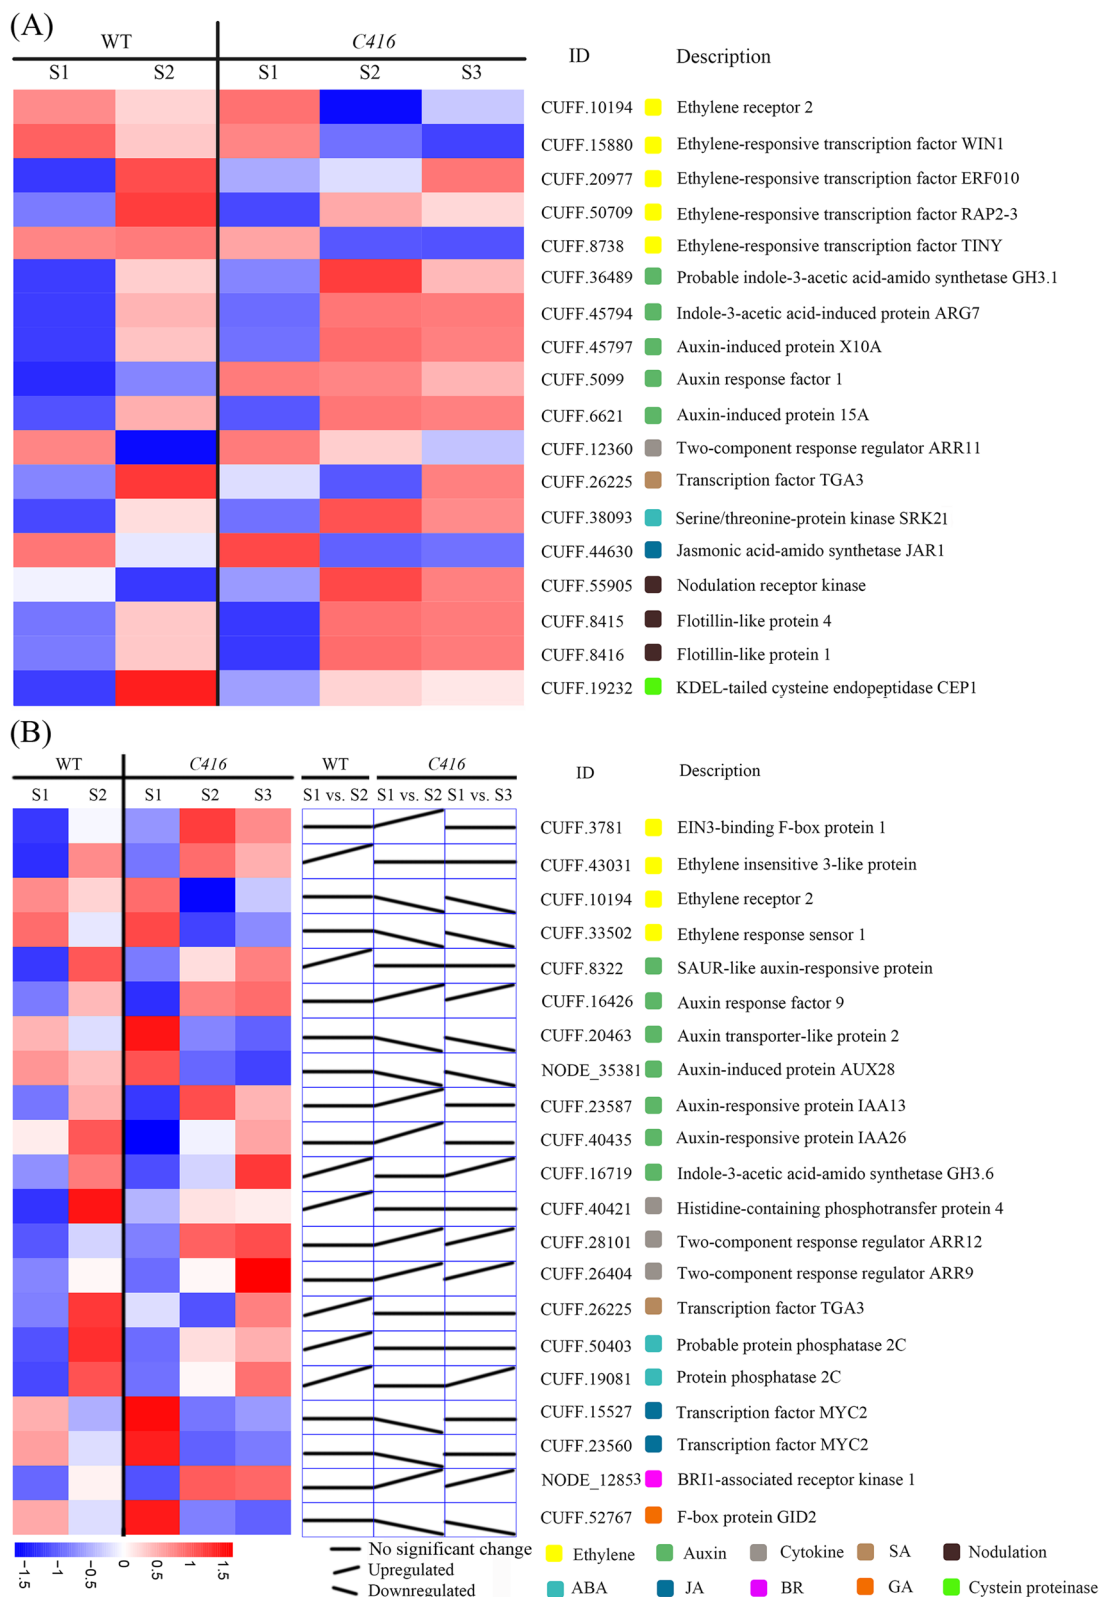 (A)
WT C416 ID Description
S1 S2 S1 S2 S3
CUFF.10194 Ethylene receptor 2
CUFF.15880 Ethylene-responsive transcription factor WIN1
CUFF.20977 Ethylene-responsive transcription factor ERF010
CUFF.50709 Ethylene-responsive transcription factor RAP2-3
CUFF.8738 Ethylene-responsive transcription factor TINY
CUFF.36489 Probable indole-3-acetic acid-amido synthetase GH3.1
CUFF.45794 Indole-3-acetic acid-induced protein ARG7
CUFF.45797 Auxin-induced protein X10A
CUFF.5099 Auxin response factor 1
CUFF.6621 Auxin-induced protein 15A
CUFF.12360 Two-component response regulator ARR11
CUFF.26225 Transcription factor TGA3
CUFF.38093 Serine/threonine-protein kinase SRK2I
CUFF.44630 Jasmonic acid-amido synthetase JAR1
CUFF.55905 Nodulation receptor kinase
CUFF.8415 Flotillin-like protein 4
CUFF.8416 Flotillin-like protein 1
CUFF.19232 KDEL-tailed cysteine endopeptidase CEP1
(B)
WT C416 WT C416 ID Description
S1 S2 S1 S2 S3 S1 vs. S2 S1 vs. S2 S1 vs. S3
CUFF.3781 EIN3-binding F-box protein 1
CUFF.43031 Ethylene insensitive 3-like protein
CUFF.10194 Ethylene receptor 2
CUFF.33502 Ethylene response sensor 1
CUFF.8322 SAUR-like auxin-responsive protein
CUFF.16426 Auxin response factor 9
CUFF.20463 Auxin transporter-like protein 2
NODE_35381 Auxin-induced protein AUX28
CUFF.23587 Auxin-responsive protein IAA13
CUFF.40435 Auxin-responsive protein IAA26
CUFF.16719 Indole-3-acetic acid-amido synthetase GH3.6
CUFF.40421 Histidine-containing phosphotransfer protein 4
CUFF.28101 Two-component response regulator ARR12
CUFF.26404 Two-component response regulator ARR9
CUFF.26225 Transcription factor TGA3
CUFF.50403 Probable protein phosphatase 2C
CUFF.19081 Protein phosphatase 2C
CUFF.15527 Transcription factor MYC2
CUFF.23560 Transcription factor MYC2
NODE_12853 BRI1-associated receptor kinase 1
CUFF.52767 F-box protein GID2
−1.5 −1 −0.5 0 0.5 1 1.5
No significant change
Upregulated
Downregulated
Ethylene Auxin Cytokine SA Nodulation
ABA JA BR GA Cystein proteinase